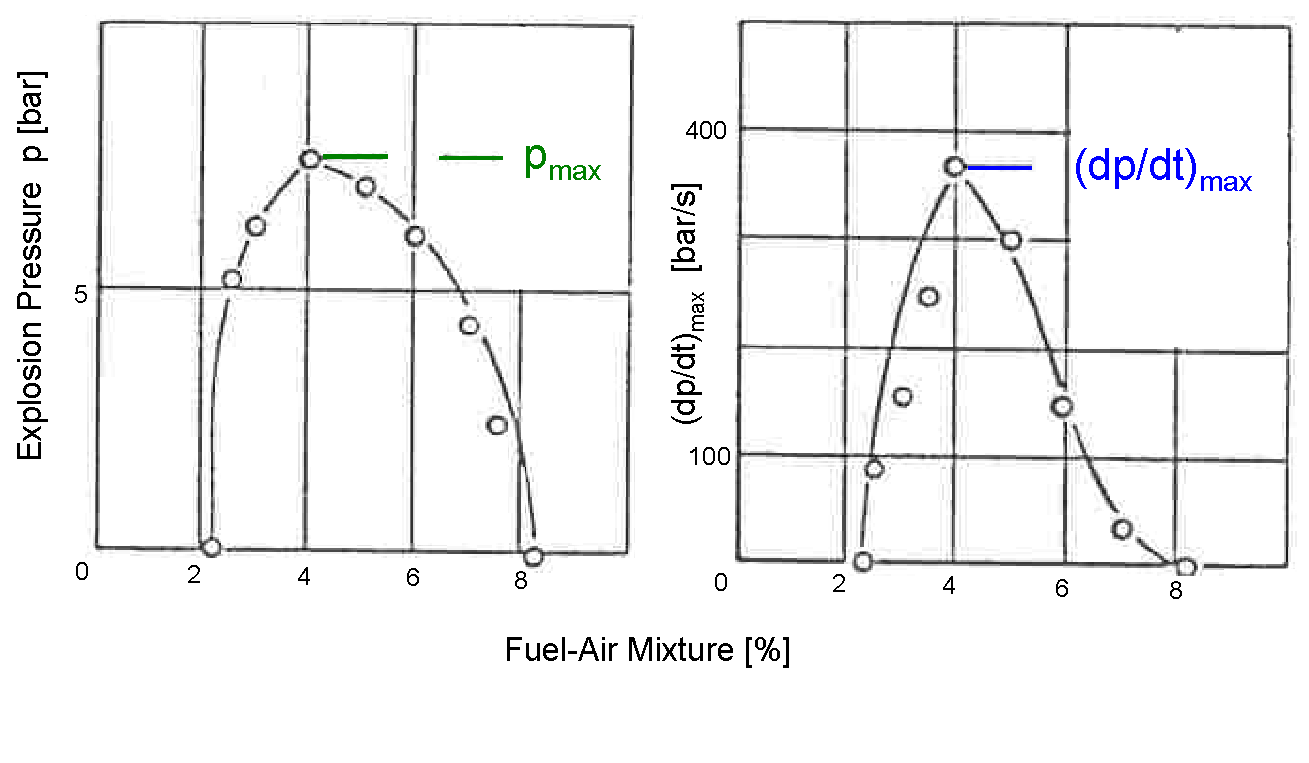 Explosion Pressure p [bar]
5
0
2
4
6
8
p_max
(dp/dt)_max [bar/s]
400
100
0
2
4
6
8
(dp/dt)_max
Fuel-Air Mixture [%]